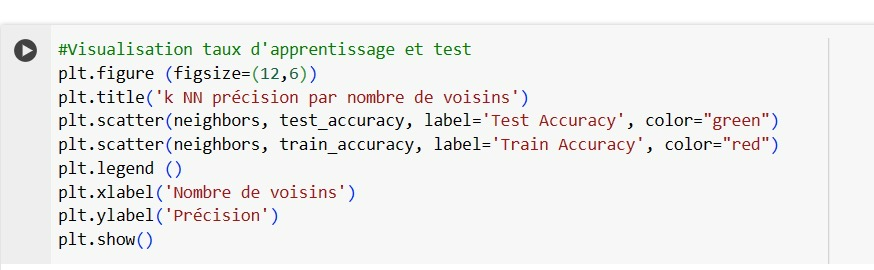 #Visualisation taux d'apprentissage et test
plt.figure (figsize=(12,6))
plt.title('k NN précision par nombre de voisins')
plt.scatter(neighbors, test_accuracy, label='Test Accuracy', color="green")
plt.scatter(neighbors, train_accuracy, label='Train Accuracy', color="red")
plt.legend ()
plt.xlabel('Nombre de voisins')
plt.ylabel('Précision')
plt.show()